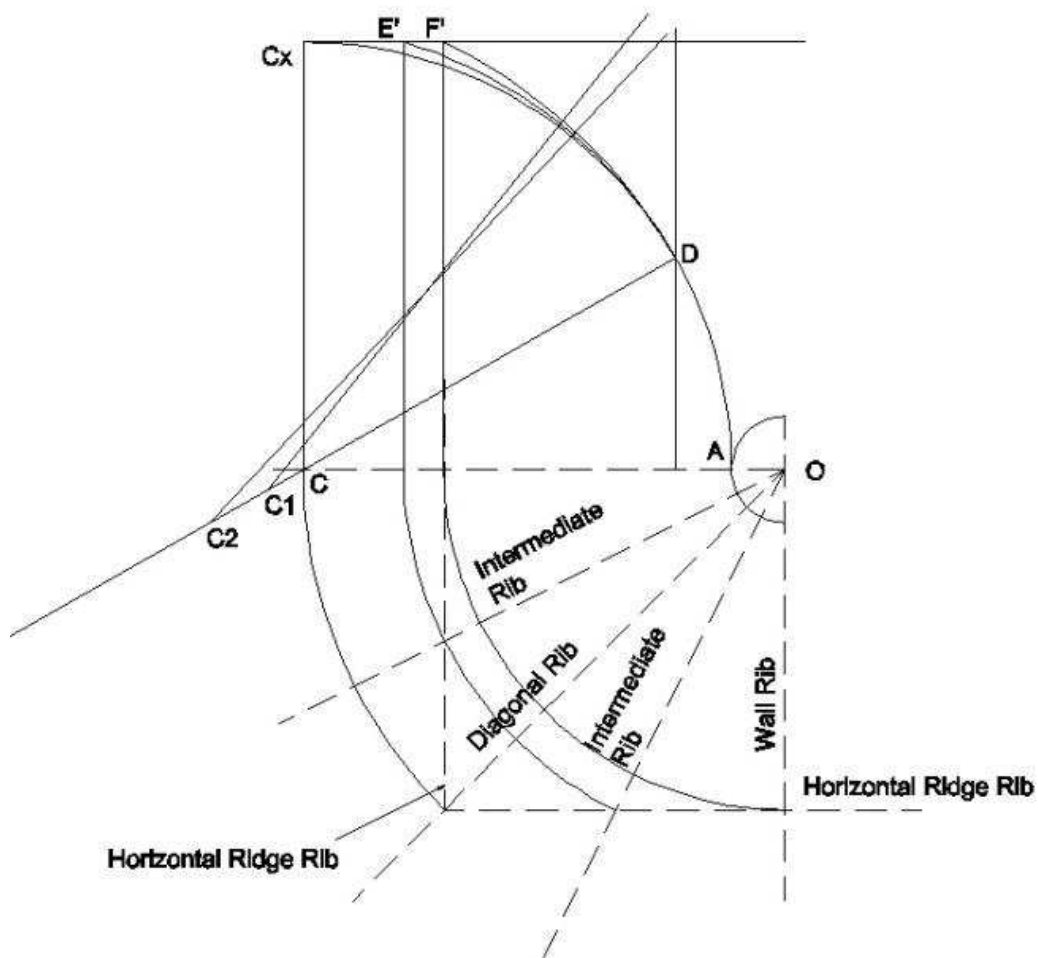 E' F'
Cx
D
A
O
C
C1
C2
Intermediate
Rib
Diagonal Rib
Intermediate
Rib
Wall Rib
Horizontal Ridge Rib
Horizontal Ridge Rib